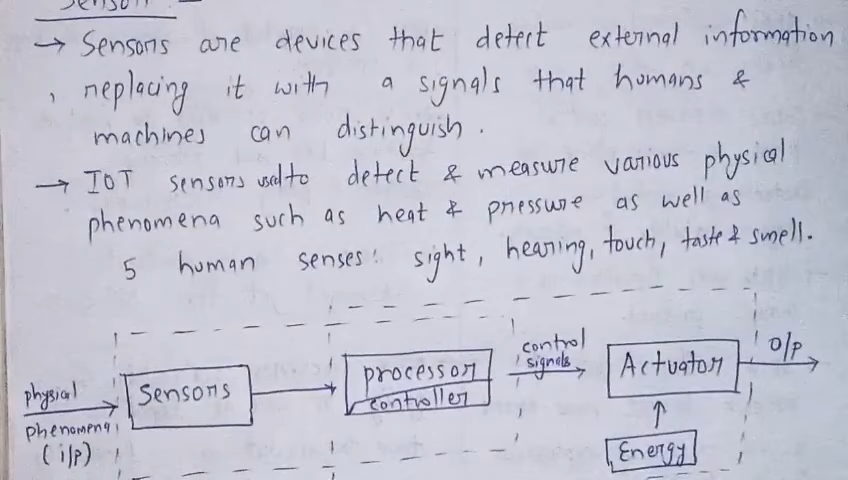 Sensor :-
→ Sensors are devices that detect external information
, replacing it with a signals that humans &
machines can distinguish.
→ IOT sensors used to detect & measure various physical
phenomena such as heat & pressure as well as
5 human senses: sight, hearing, touch, taste & smell.
physical
phenomena
(i/p)
Sensors
processor
controller
control
signals
Actuator
O/p
Energy